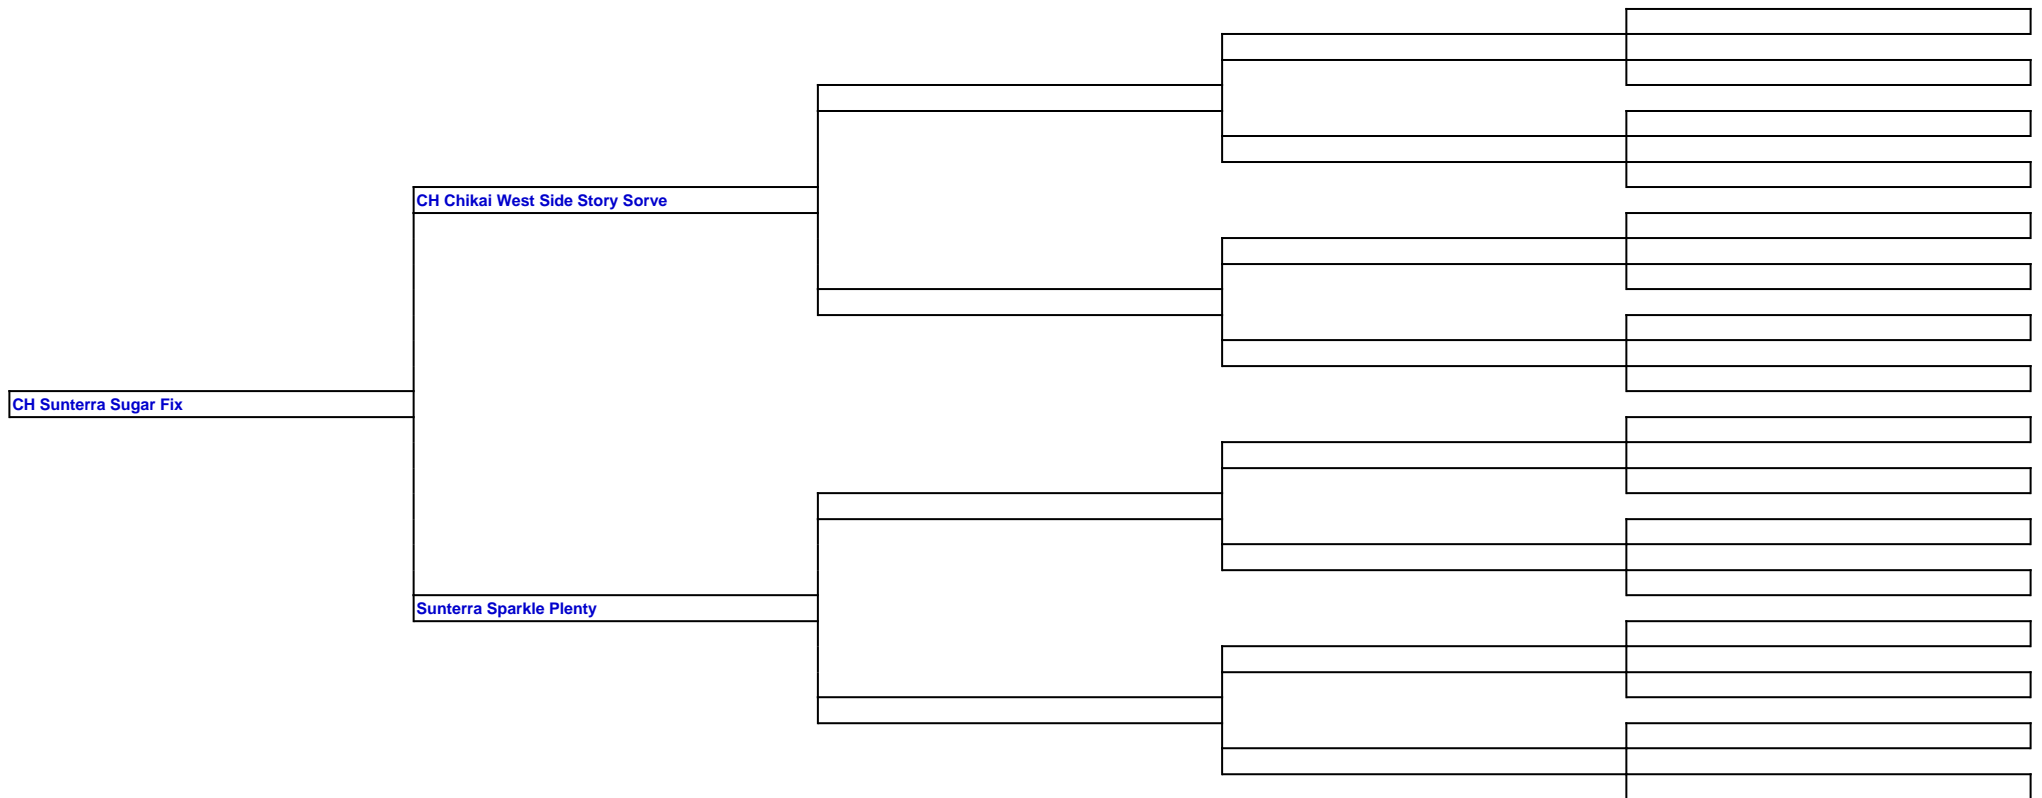 CH Chikai West Side Story Sorve
CH Sunterra Sugar Fix
Sunterra Sparkle Plenty